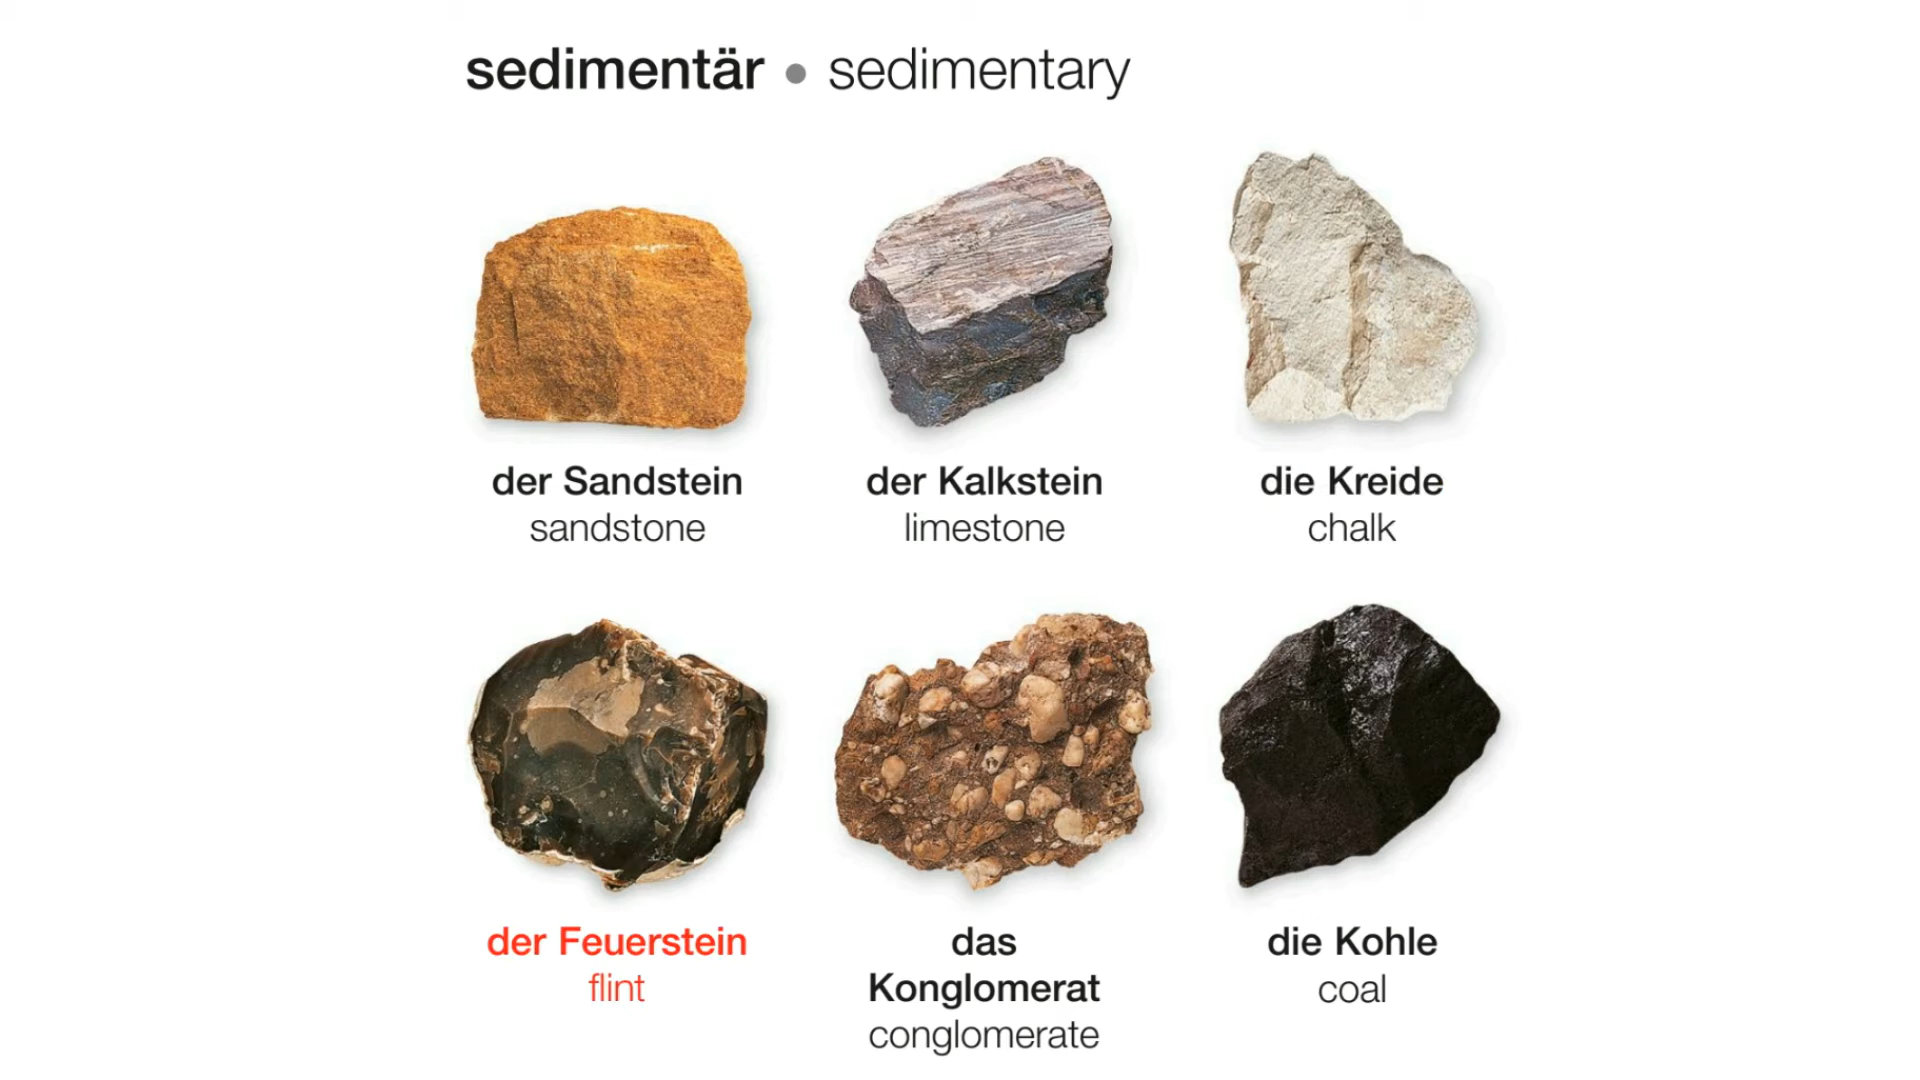 sedimentär • sedimentary
der Sandstein
sandstone
der Kalkstein
limestone
die Kreide
chalk
der Feuerstein
flint
das
Konglomerat
conglomerate
die Kohle
coal